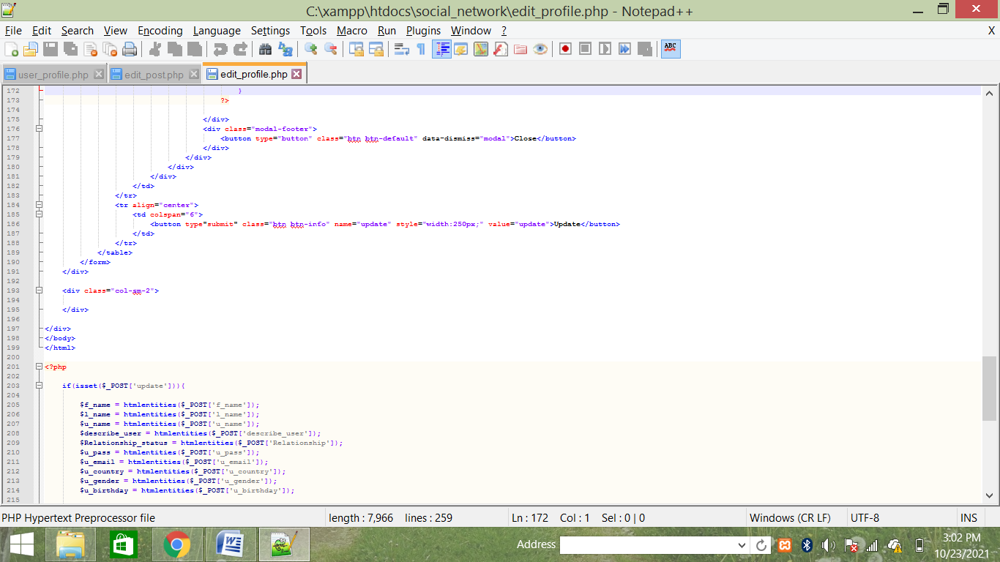 C:\xampp\htdocs\social_network\edit_profile.php - Notepad++
File Edit Search View Encoding Language Settings Tools Macro Run Plugins Window ? X
ABC
user_profile.php edit_post.php edit_profile.php
172 }
173 ?>
174
175 </div>
176 <div class="modal-footer">
177 <button type="button" class="btn btn-default" data-dismiss="modal">Close</button>
178 </div>
179 </div>
180 </div>
181 </div>
182 </td>
183 </tr>
184 <tr align="center">
185 <td colspan="6">
186 <button type"submit" class="btn btn-info" name="update" style="width:250px;" value="update">Update</button>
187 </td>
188 </tr>
189 </table>
190 </form>
191 </div>
192
193 <div class="col-sm-2">
194
195 </div>
196
197 </div>
198 </body>
199 </html>
200
201 <?php
202
203 if(isset($_POST['update'])){
204
205 $f_name = htmlentities($_POST['f_name']);
206 $l_name = htmlentities($_POST['l_name']);
207 $u_name = htmlentities($_POST['u_name']);
208 $describe_user = htmlentities($_POST['describe_user']);
209 $Relationship_status = htmlentities($_POST['Relationship']);
210 $u_pass = htmlentities($_POST['u_pass']);
211 $u_email = htmlentities($_POST['u_email']);
212 $u_country = htmlentities($_POST['u_country']);
213 $u_gender = htmlentities($_POST['u_gender']);
214 $u_birthday = htmlentities($_POST['u_birthday']);
215
PHP Hypertext Preprocessor file length : 7,966 lines : 259 Ln : 172 Col : 1 Sel : 0 | 0 Windows (CR LF) UTF-8 INS
Address
3:02 PM
10/23/2021